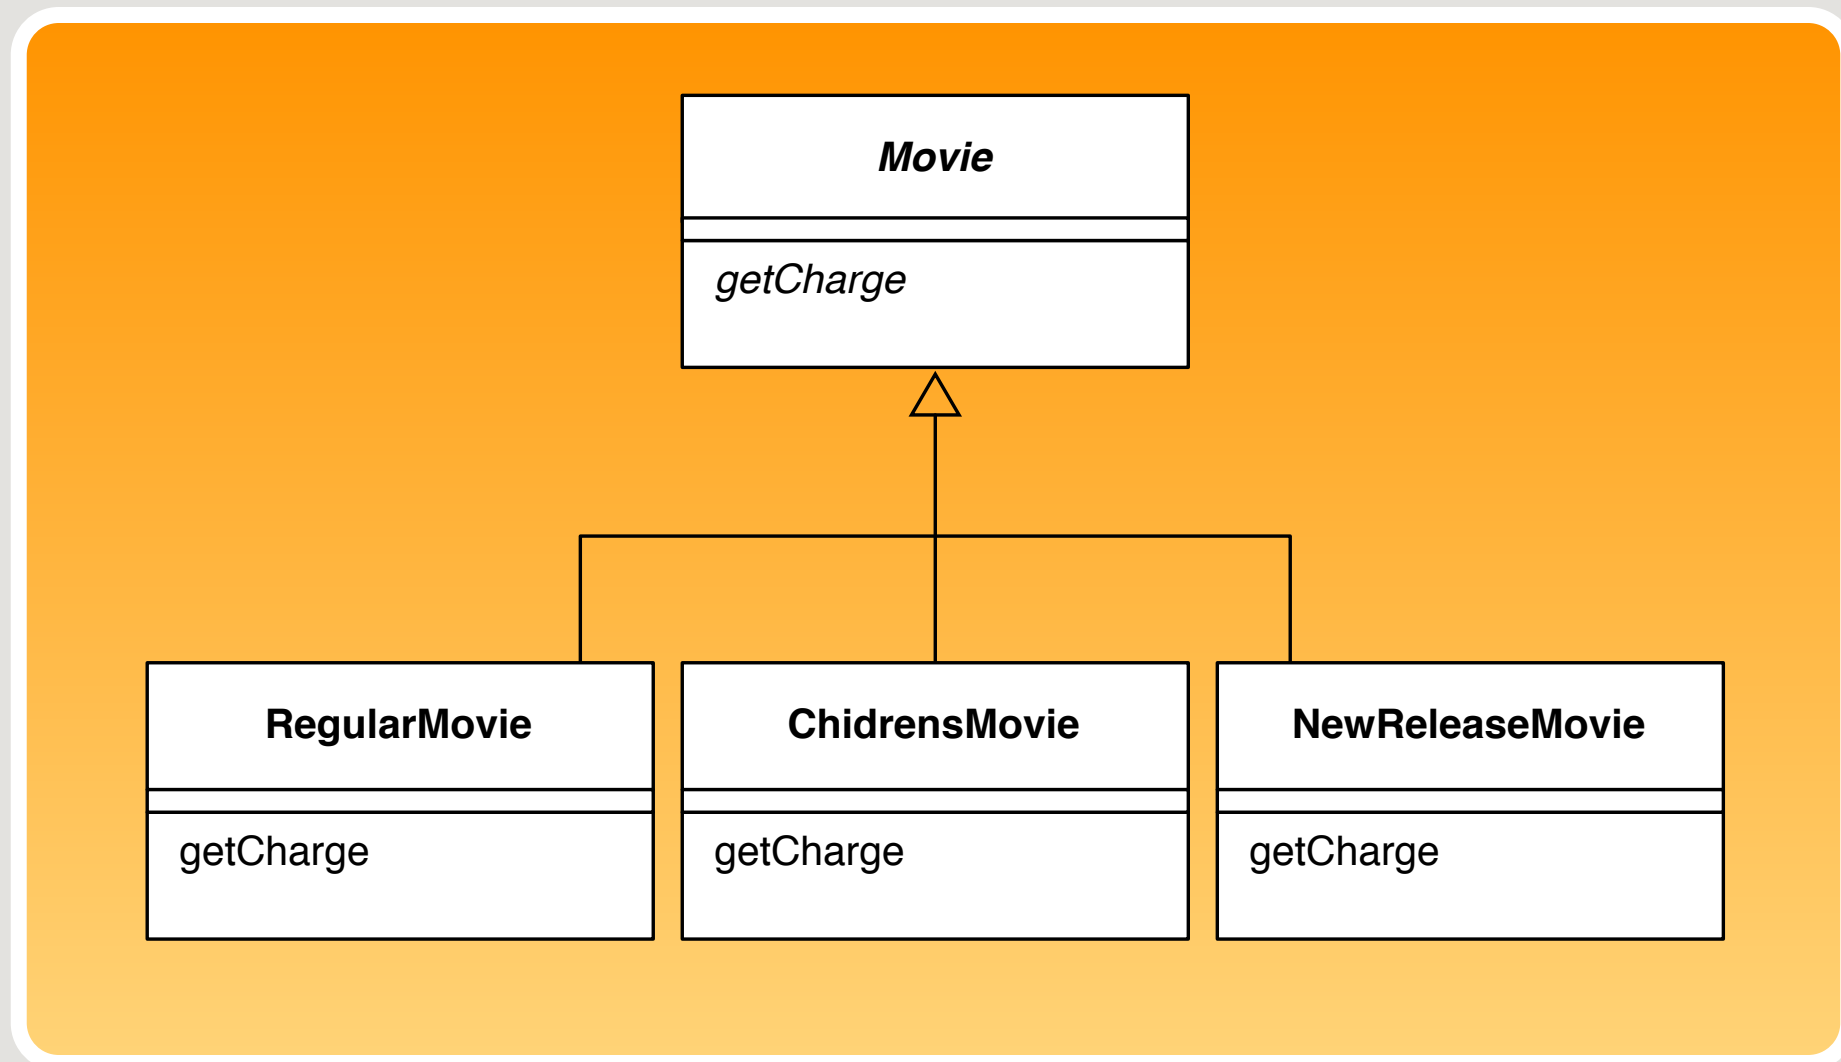 Movie
getCharge
RegularMovie
ChidrensMovie
NewReleaseMovie
getCharge
getCharge
getCharge